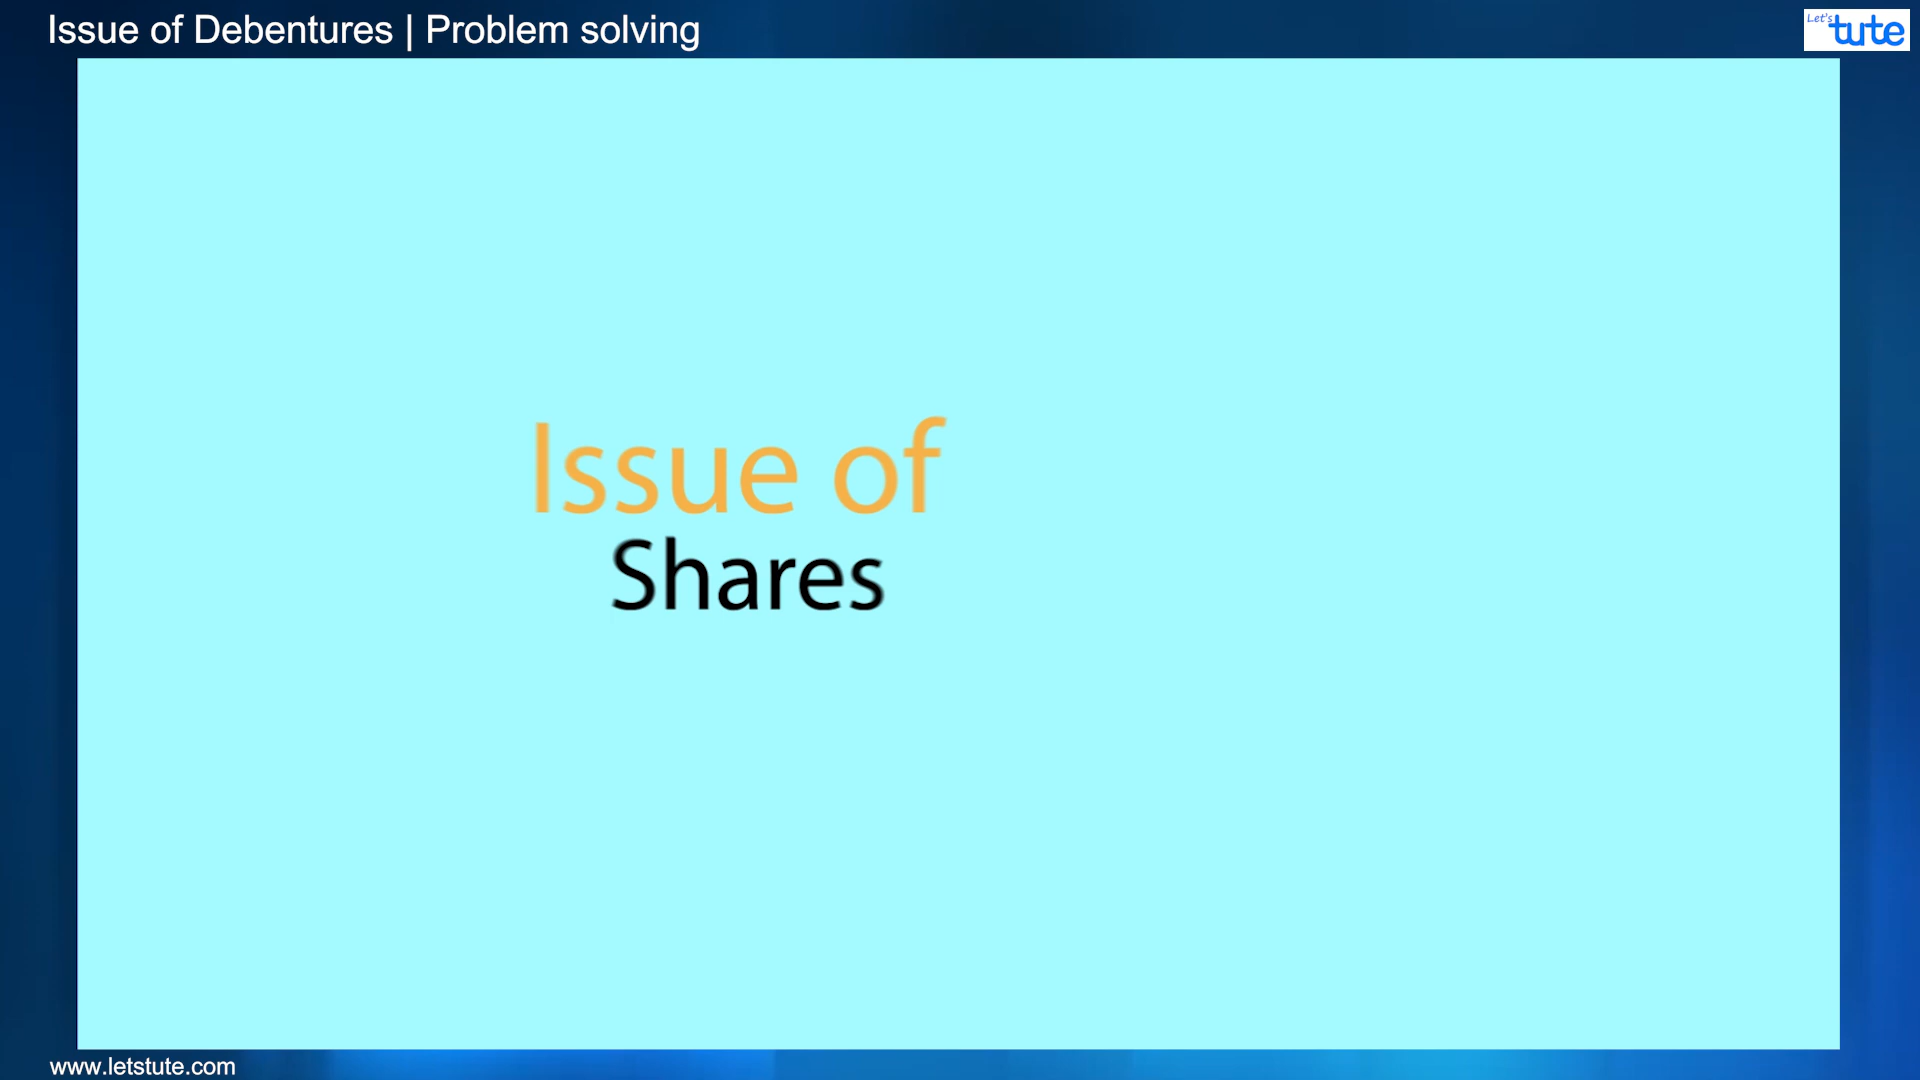 Issue of Debentures | Problem solving
Let's tute
Issue of
Shares
www.letstute.com